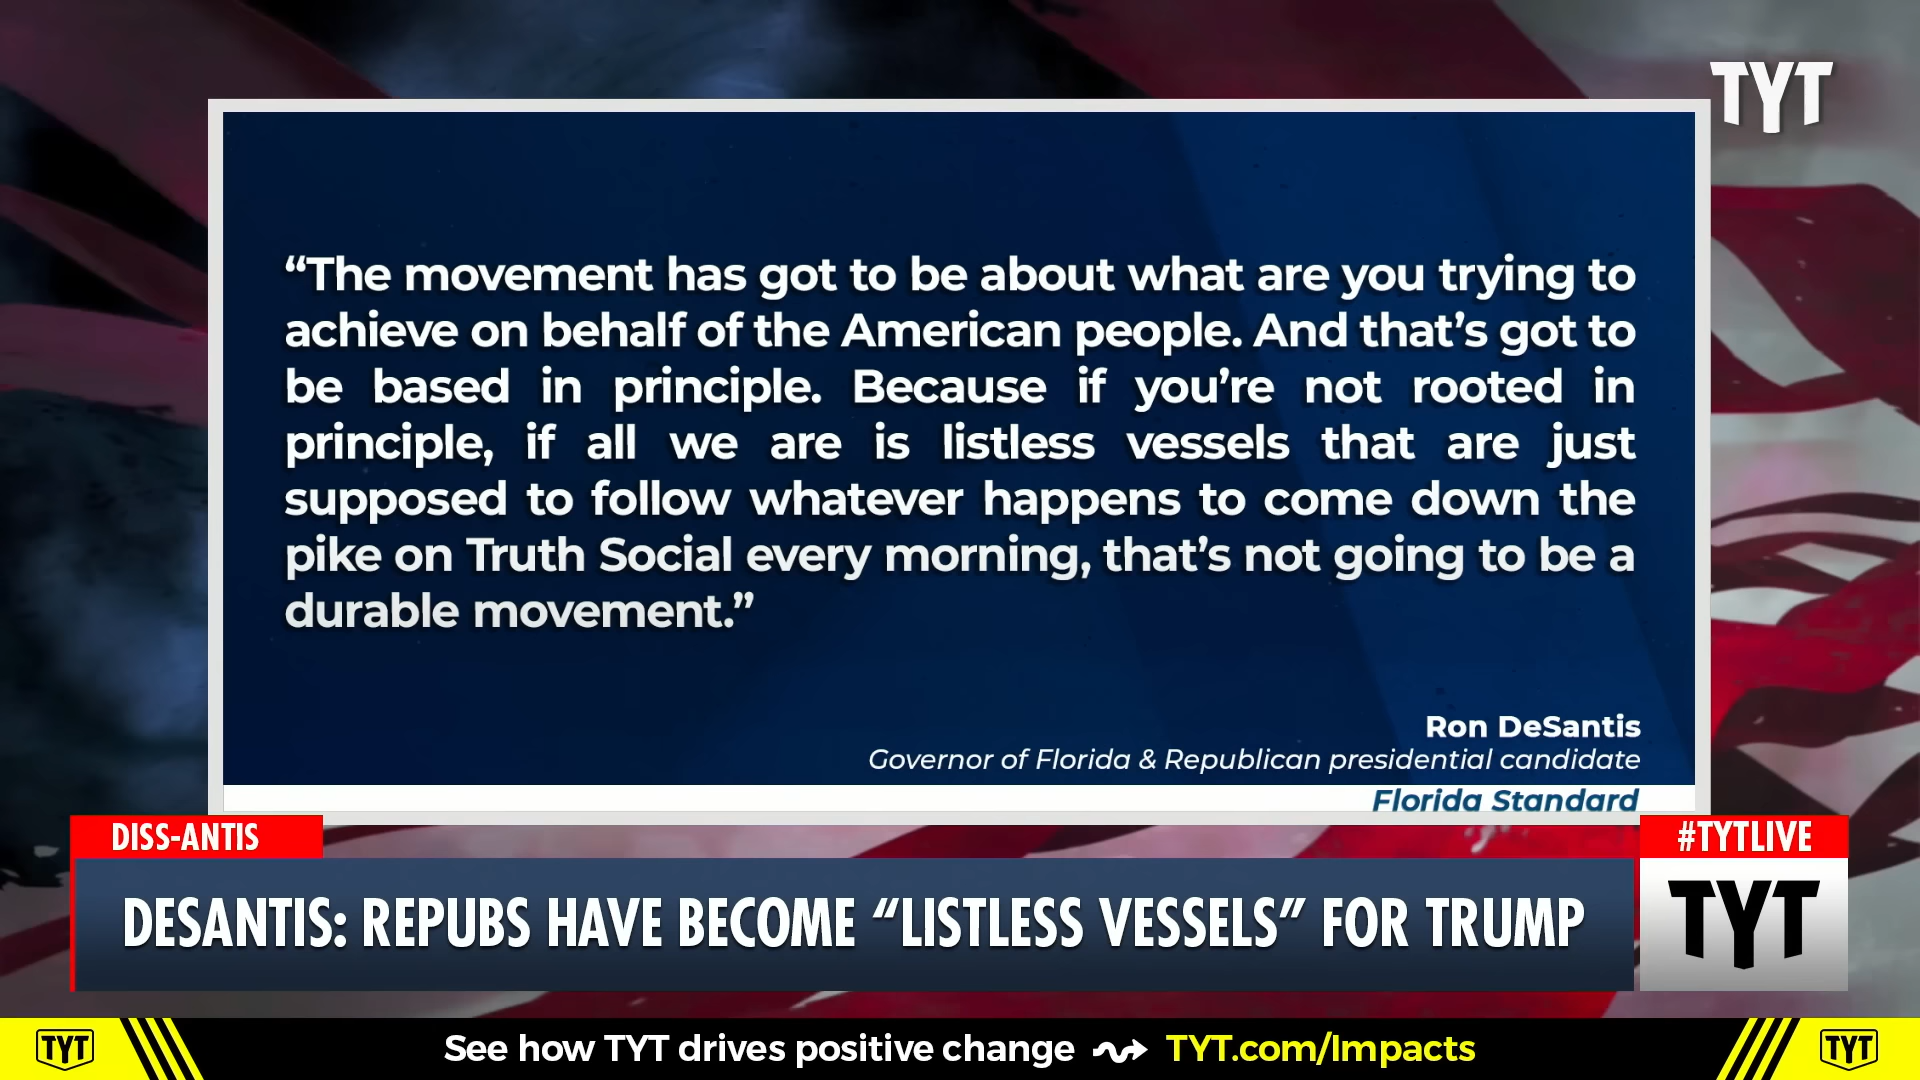 TYT
“The movement has got to be about what are you trying to
achieve on behalf of the American people. And that’s got to
be based in principle. Because if you’re not rooted in
principle, if all we are is listless vessels that are just
supposed to follow whatever happens to come down the
pike on Truth Social every morning, that’s not going to be a
durable movement.”
Ron DeSantis
Governor of Florida & Republican presidential candidate
Florida Standard
DISS-ANTIS
#TYTLIVE
DESANTIS: REPUBS HAVE BECOME “LISTLESS VESSELS” FOR TRUMP
TYT
TYT
See how TYT drives positive change
TYT.com/Impacts
TYT